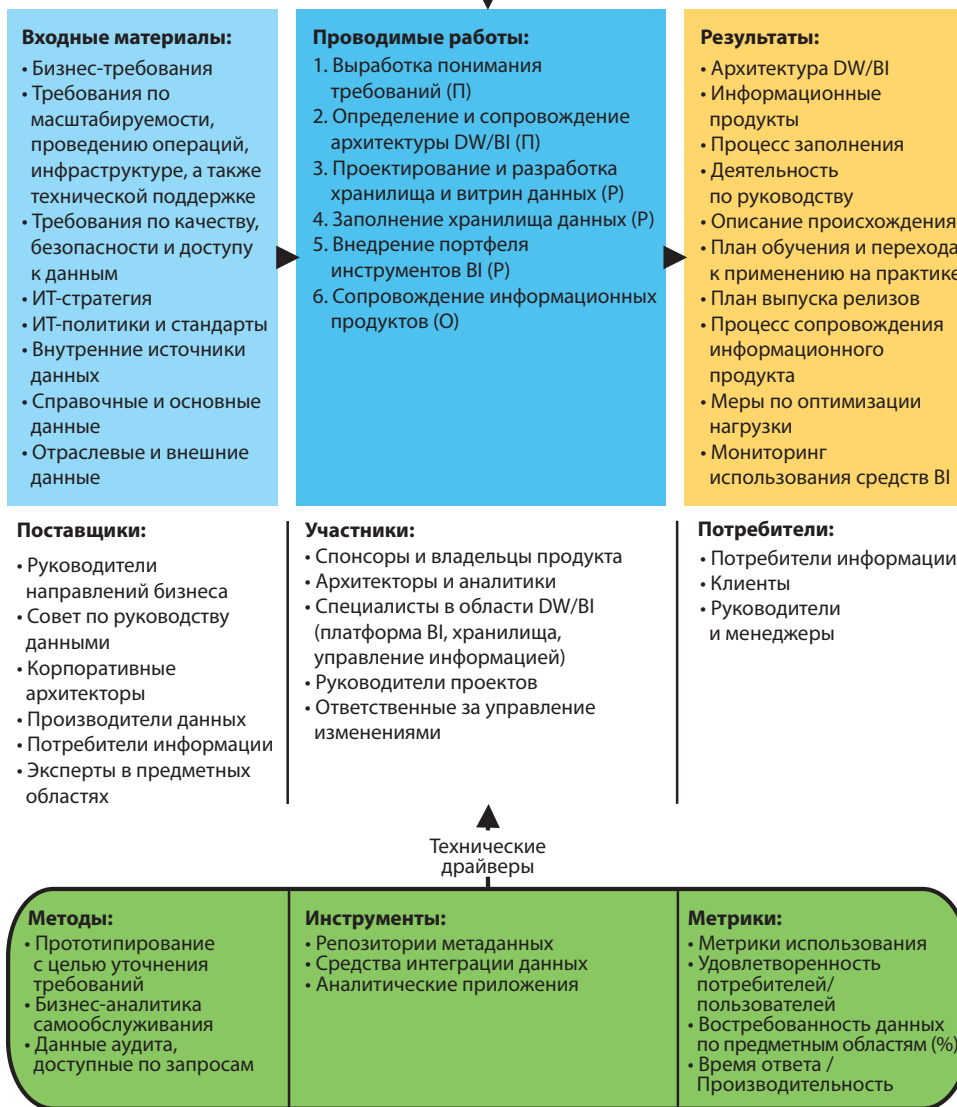 Входные материалы:
• Бизнес-требования
• Требования по
масштабируемости,
проведению операций,
инфраструктуре, а также
технической поддержке
• Требования по качеству,
безопасности и доступу
к данным
• ИТ-стратегия
• ИТ-политики и стандарты
• Внутренние источники
данных
• Справочные и основные
данные
• Отраслевые и внешние
данные
Проводимые работы:
1. Выработка понимания
требований (П)
2. Определение и сопровождение
архитектуры DW/BI (П)
3. Проектирование и разработка
хранилища и витрин данных (Р)
4. Заполнение хранилища данных (Р)
5. Внедрение портфеля
инструментов BI (Р)
6. Сопровождение информационных
продуктов (О)
Результаты:
• Архитектура DW/BI
• Информационные
продукты
• Процесс заполнения
• Деятельность
по руководству
• Описание происхождения
• План обучения и перехода
к применению на практике
• План выпуска релизов
• Процесс сопровождения
информационного
продукта
• Меры по оптимизации
нагрузки
• Мониторинг
использования средств BI
Поставщики:
• Руководители
направлений бизнеса
• Совет по руководству
данными
• Корпоративные
архитекторы
• Производители данных
• Потребители информации
• Эксперты в предметных
областях
Участники:
• Спонсоры и владельцы продукта
• Архитекторы и аналитики
• Специалисты в области DW/BI
(платформа BI, хранилища,
управление информацией)
• Руководители проектов
• Ответственные за управление
изменениями
Потребители:
• Потребители информации
• Клиенты
• Руководители
и менеджеры
Технические
драйверы
Методы:
• Прототипирование
с целью уточнения
требований
• Бизнес-аналитика
самообслуживания
• Данные аудита,
доступные по запросам
Инструменты:
• Репозитории метаданных
• Средства интеграции данных
• Аналитические приложения
Метрики:
• Метрики использования
• Удовлетворенность
потребителей/
пользователей
• Востребованность данных
по предметным областям (%)
• Время ответа /
Производительность